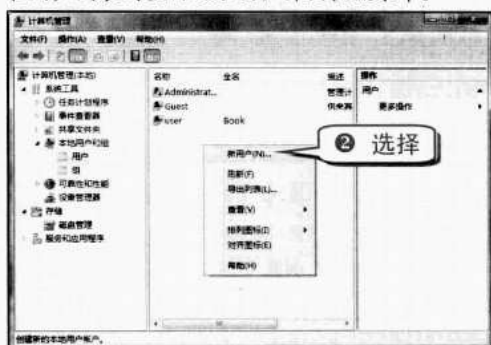 计算机管理
文件(F) 操作(A) 查看(V) 帮助(H)
计算机管理(本地)
系统工具
任务计划程序
事件查看器
共享文件夹
本地用户和组
用户
组
可靠性和性能
设备管理器
存储
磁盘管理
服务和应用程序
名称 全名 描述
Administrat... 管理计
Guest 供来宾
user Book
新用户(N)...
刷新(F)
导出列表(L)...
查看(V)
排列图标(I)
对齐图标(E)
帮助(H)
❷ 选择
操作
用户
更多操作
创建新的本地用户帐户。